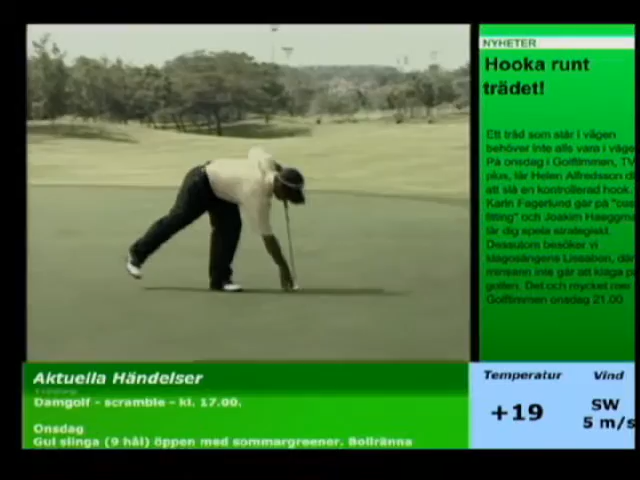 NYHETER
Hooka runt
trädet!
Ett träd som står i vägen
behöver inte alls vara i väge
På onsdag i Golftimmen, TV
plus, lär Helen Alfredsson d
att slå en kontrollerad hook.
Karin Fagerlund går på "cus
fitting" och Joakim Haeggma
lär dig spela strategiskt.
Dessutom besöker vi
klagosångens Lissabon, där
minsann inte går att klaga p
golfen. Det och mycket mer
Golftimmen onsdag 21.00
Aktuella Händelser
Damgolf - scramble - kl. 17.00.
Onsdag
Gul slinga (9 hål) öppen med sommargreener. Bollränna
Temperatur Vind
+19 SW
5 m/s